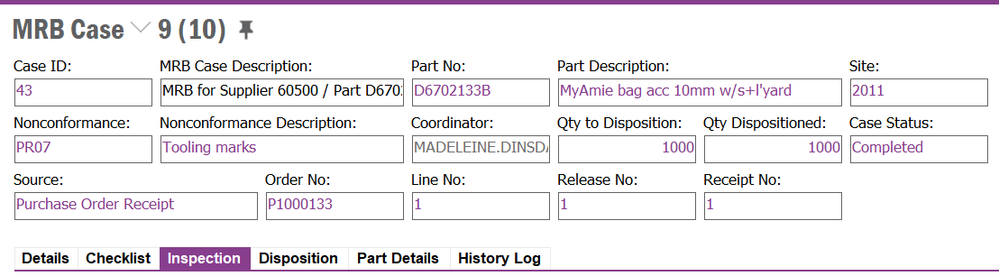 MRB Case 9 (10)
Case ID: MRB Case Description: Part No: Part Description: Site:
43 MRB for Supplier 60500 / Part D670 D6702133B MyAmie bag acc 10mm w/s+l'yard 2011
Nonconformance: Nonconformance Description: Coordinator: Qty to Disposition: Qty Dispositioned: Case Status:
PR07 Tooling marks MADELEINE.DINSD 1000 1000 Completed
Source: Order No: Line No: Release No: Receipt No:
Purchase Order Receipt P1000133 1 1 1
Details Checklist Inspection Disposition Part Details History Log